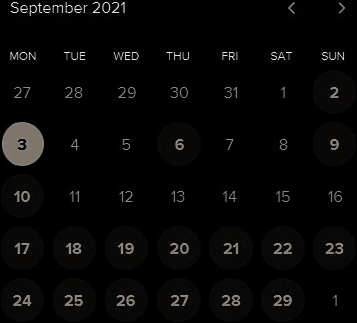 September 2021
MON TUE WED THU FRI SAT SUN
27 28 29 30 31 1 2
3 4 5 6 7 8 9
10 11 12 13 14 15 16
17 18 19 20 21 22 23
24 25 26 27 28 29 1